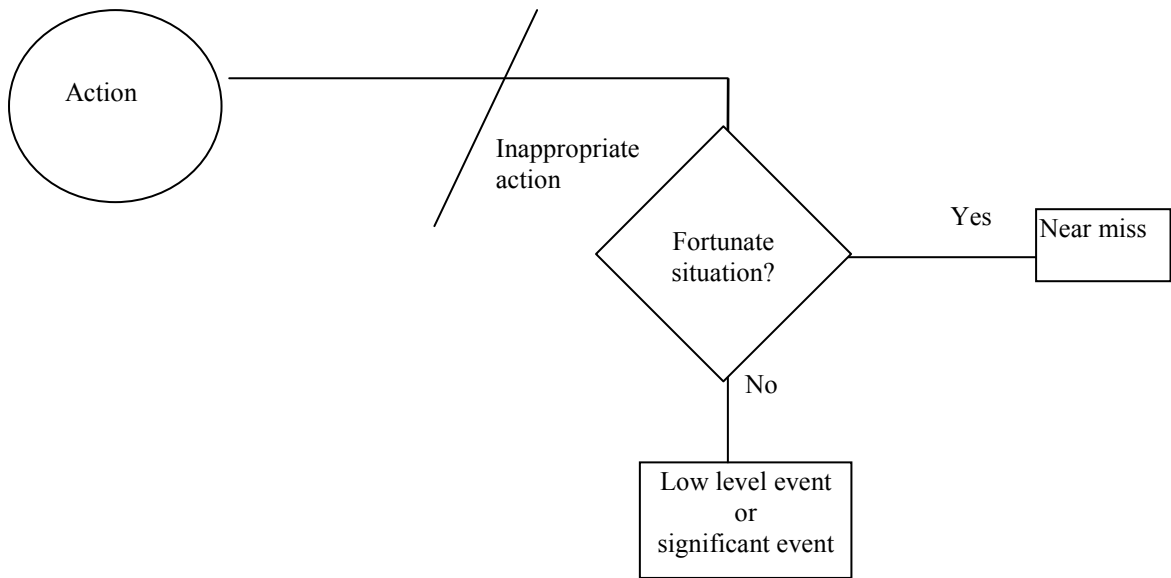 Action
Inappropriate
action
Fortunate
situation?
Yes
Near miss
No
Low level event
or
significant event